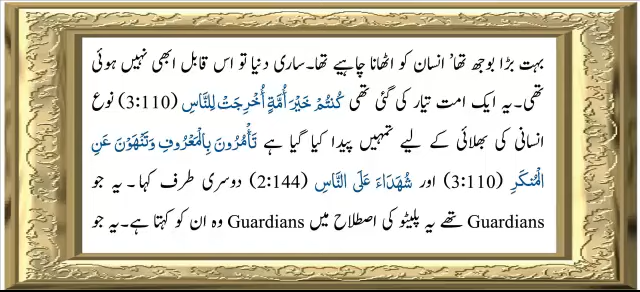 بہت بڑا بوجھ تھا’ انسان کو اٹھانا چاہیے تھا۔ساری دنیا تو اس قابل ابھی نہیں ہوئی
تھی۔یہ ایک امت تیار کی گئی تھی كُنتُمْ خَيْرَ أُمَّةٍ أُخْرِجَتْ لِلنَّاسِ (3:110) نوع
انسانی کی بھلائی کے لیے تمہیں پیدا کیا گیا ہے تَأْمُرُونَ بِالْمَعْرُوفِ وَتَنْهَوْنَ عَنِ
الْمُنكَرِ (3:110) اور شُهَدَاءَ عَلَى النَّاسِ (2:144) دوسری طرف کہا۔ یہ جو
Guardians تھے یہ پلیٹو کی اصطلاح میں Guardians وہ ان کو کہتا ہے۔یہ جو